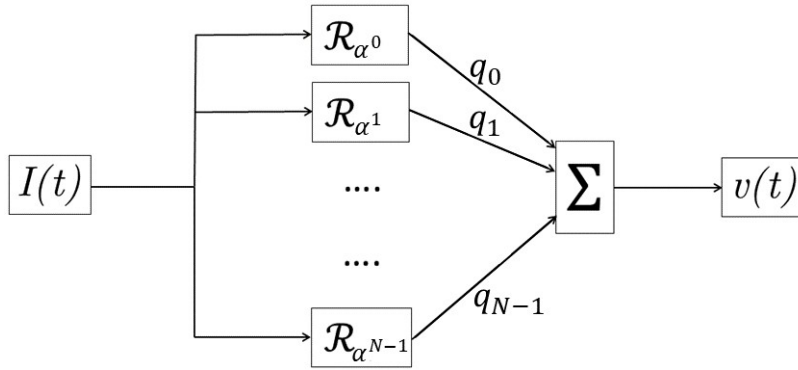 ℛ_{α^0}
q_0
ℛ_{α^1}
q_1
I(t)
....
Σ
v(t)
....
q_{N-1}
ℛ_{α^{N-1}}